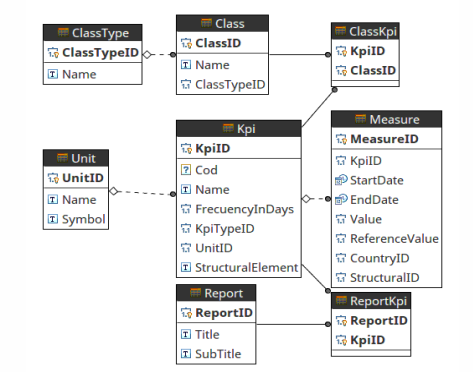 ClassType
ClassTypeID
Name
Class
ClassID
Name
ClassTypeID
ClassKpi
KpiID
ClassID
Unit
UnitID
Name
Symbol
Kpi
KpiID
Cod
Name
FrecuencyInDays
KpiTypeID
UnitID
StructuralElement
Measure
MeasureID
KpiID
StartDate
EndDate
Value
ReferenceValue
CountryID
StructuralID
Report
ReportID
Title
SubTitle
ReportKpi
ReportID
KpiID